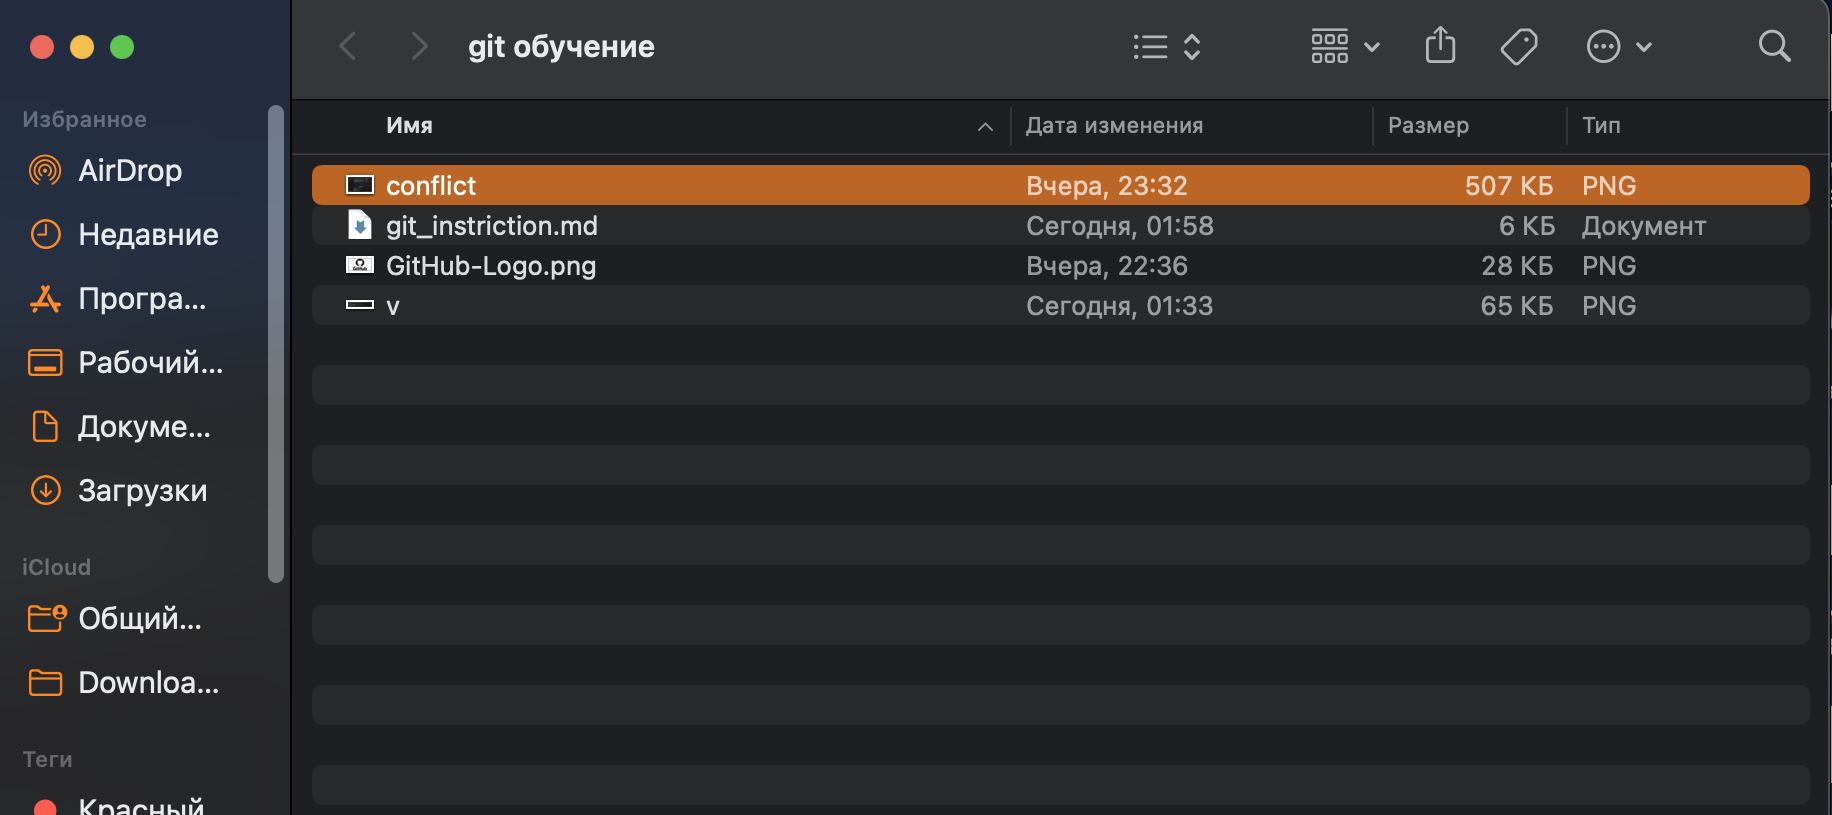 git обучение
Избранное
AirDrop
Недавние
Програ...
Рабочий...
Докуме...
Загрузки
iCloud
Общий...
Downloa...
Теги
Красный
Имя Дата изменения Размер Тип
conflict Вчера, 23:32 507 КБ PNG
git_instriction.md Сегодня, 01:58 6 КБ Документ
GitHub-Logo.png Вчера, 22:36 28 КБ PNG
v Сегодня, 01:33 65 КБ PNG